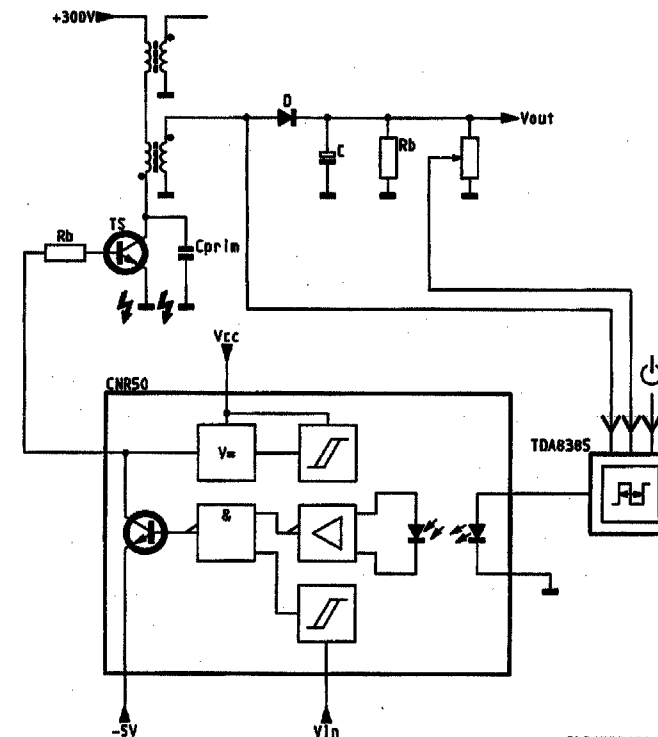 +300V
D
Vout
C
Rb
TS
Rb
Cprim
Vcc
CNR50
TDA8385
V=
&
-5V
Vin